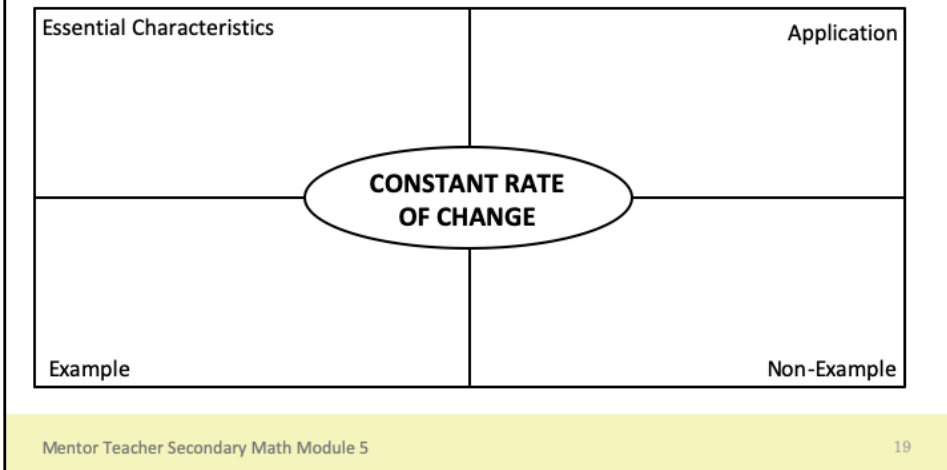 Essential Characteristics
Application
CONSTANT RATE
OF CHANGE
Example
Non-Example
Mentor Teacher Secondary Math Module 5
19